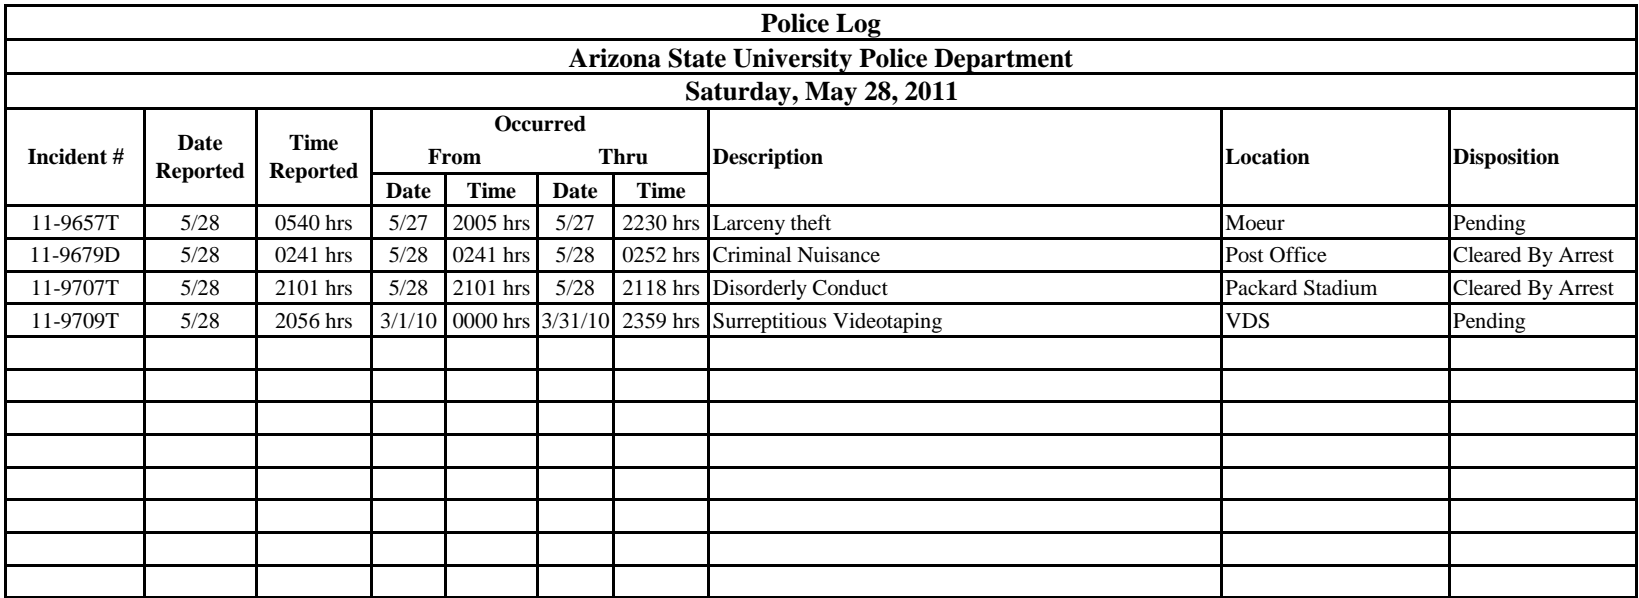 Police Log
Arizona State University Police Department
Saturday, May 28, 2011
Incident # Date Reported Time Reported Occurred Description Location Disposition
From Thru
Date Time Date Time
11-9657T 5/28 0540 hrs 5/27 2005 hrs 5/27 2230 hrs Larceny theft Moeur Pending
11-9679D 5/28 0241 hrs 5/28 0241 hrs 5/28 0252 hrs Criminal Nuisance Post Office Cleared By Arrest
11-9707T 5/28 2101 hrs 5/28 2101 hrs 5/28 2118 hrs Disorderly Conduct Packard Stadium Cleared By Arrest
11-9709T 5/28 2056 hrs 3/1/10 0000 hrs 3/31/10 2359 hrs Surreptitious Videotaping VDS Pending